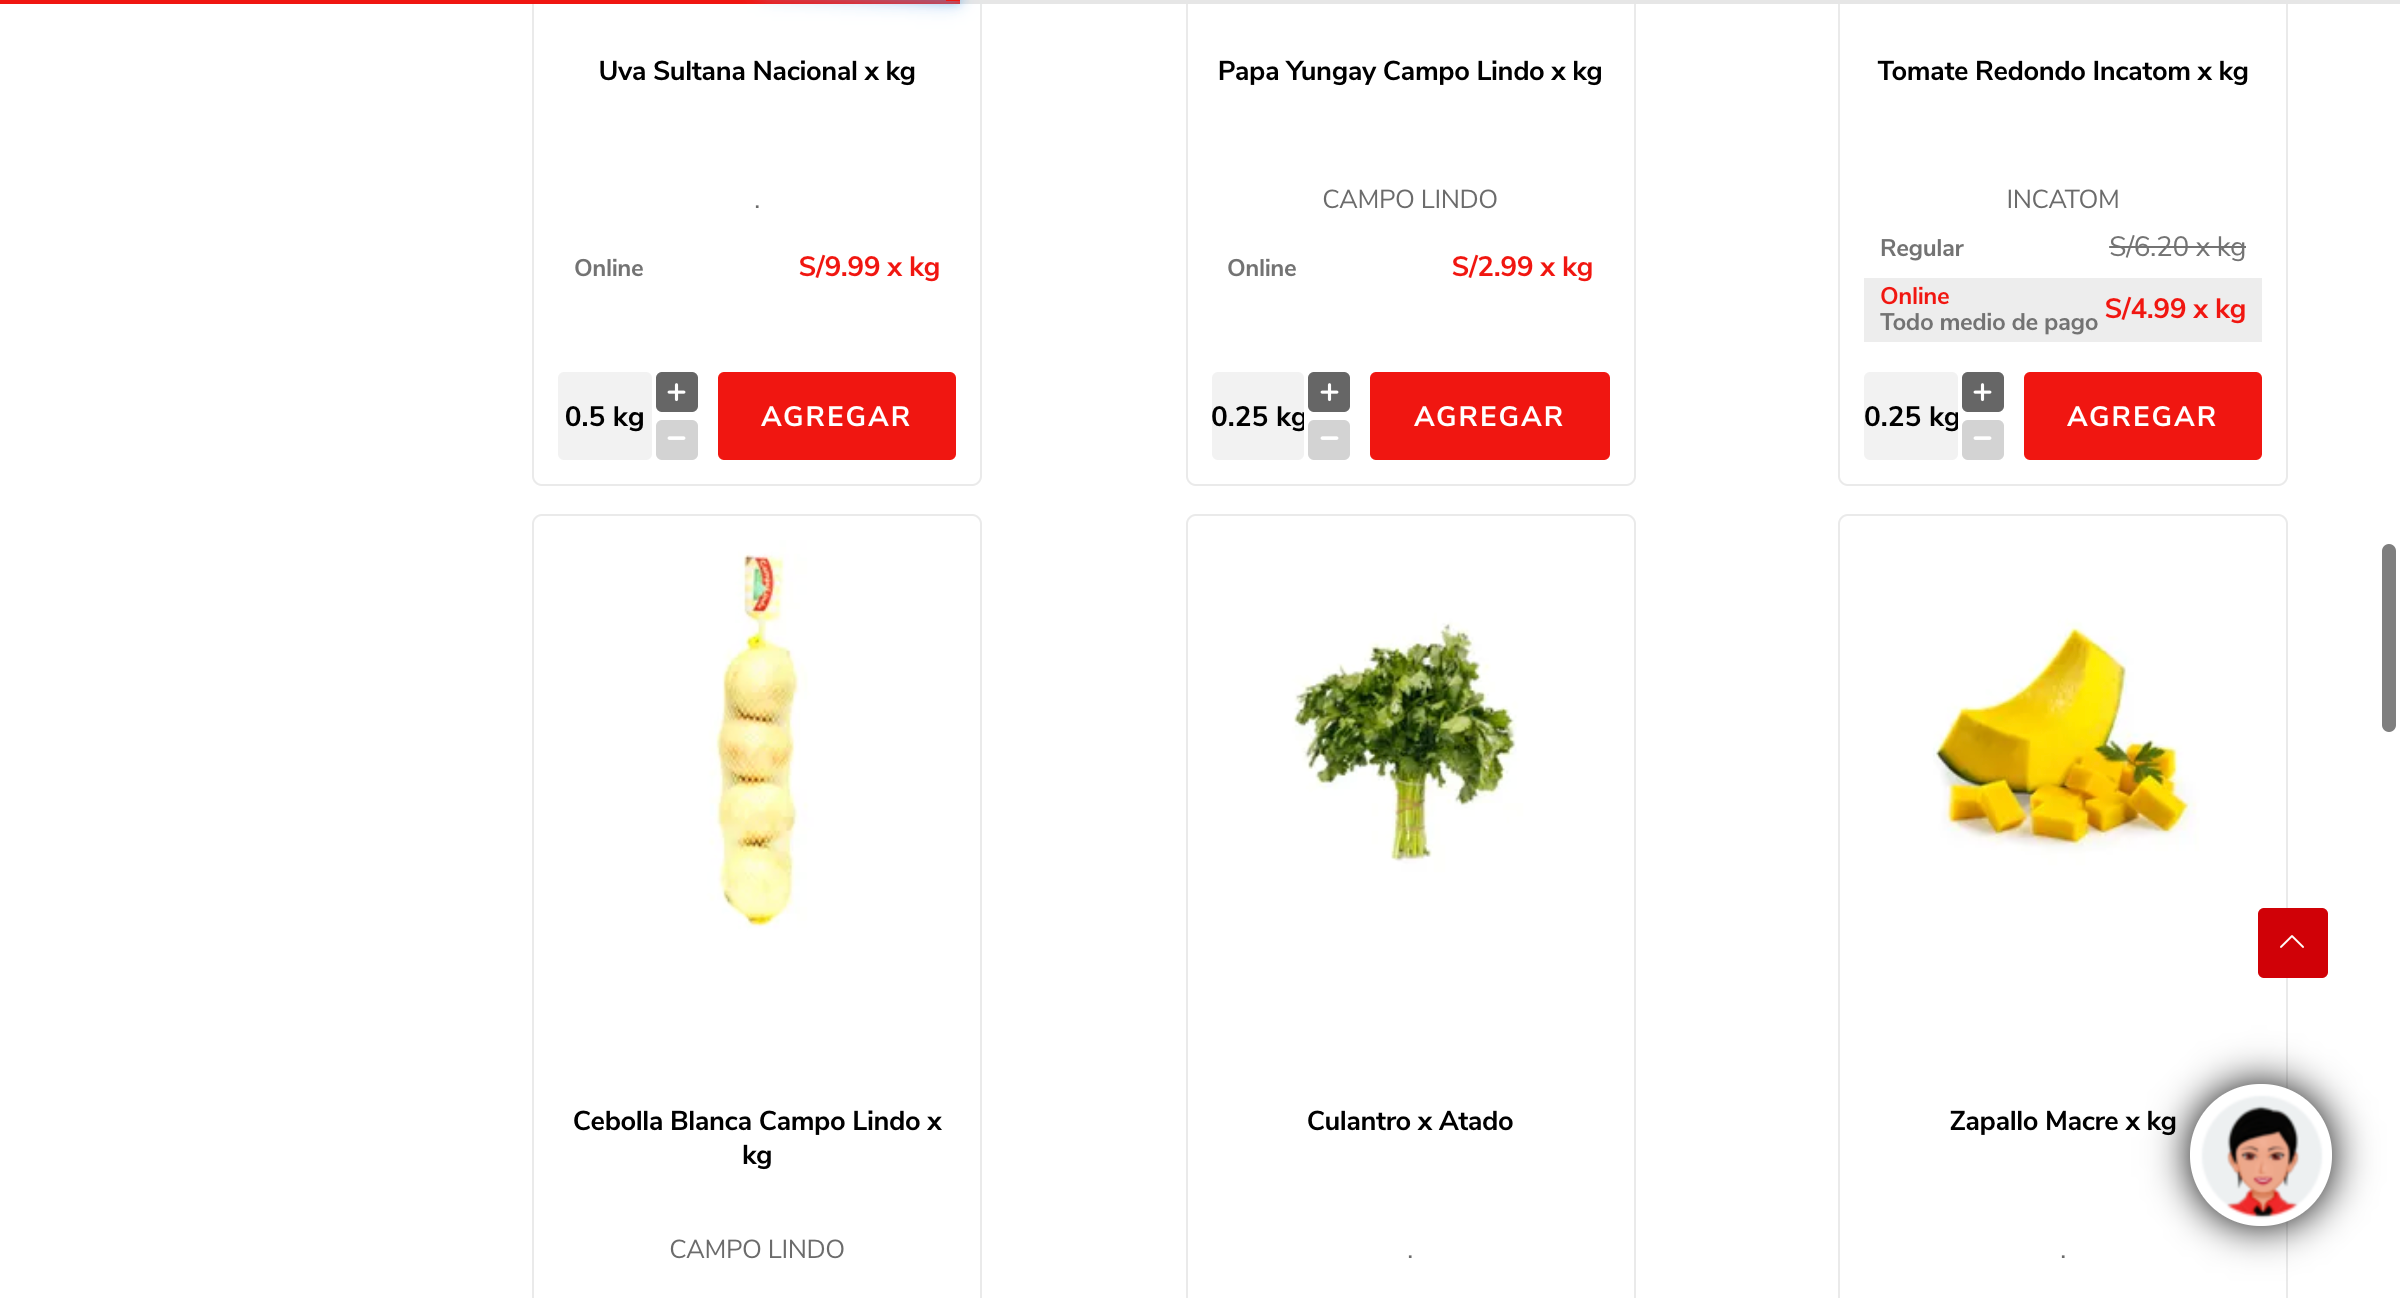 Uva Sultana Nacional x kg
.
Online S/9.99 x kg
0.5 kg + − AGREGAR
Papa Yungay Campo Lindo x kg
CAMPO LINDO
Online S/2.99 x kg
0.25 kg + − AGREGAR
Tomate Redondo Incatom x kg
INCATOM
Regular S/6.20 x kg
Online
Todo medio de pago S/4.99 x kg
0.25 kg + − AGREGAR
Cebolla Blanca Campo Lindo x
kg
CAMPO LINDO
Culantro x Atado
.
Zapallo Macre x kg
.